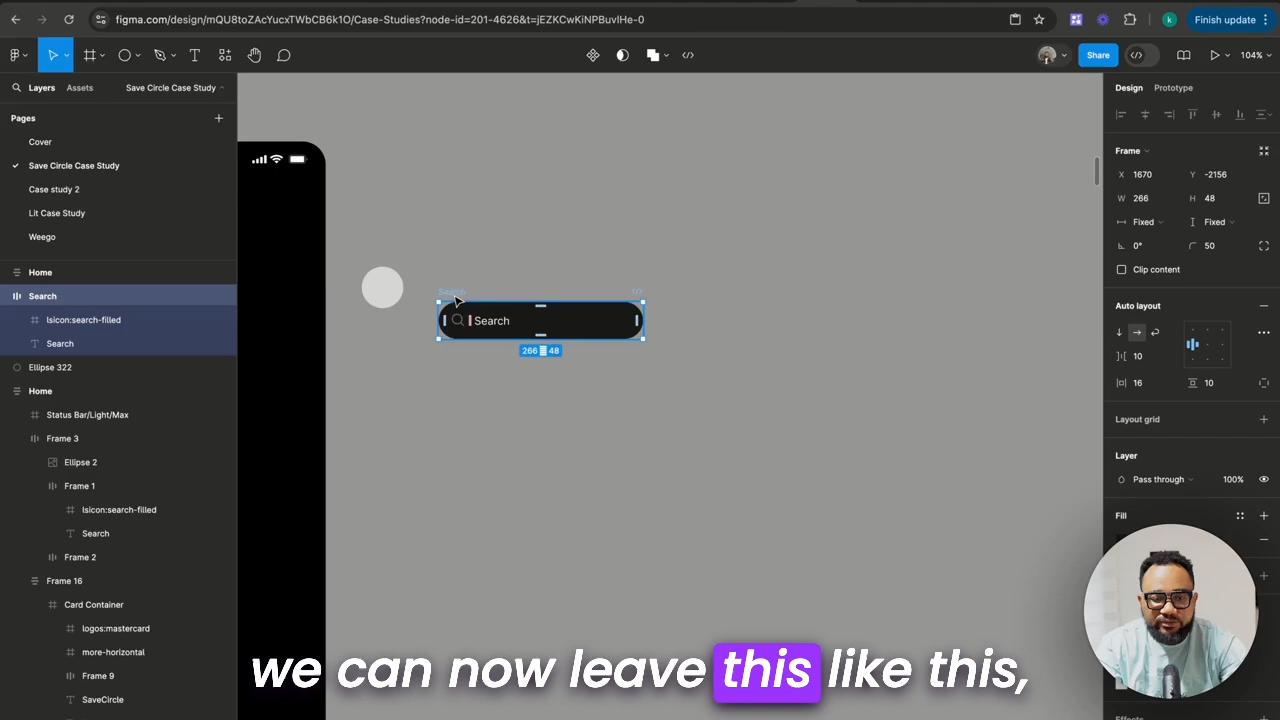 figma.com/design/mQU8toZAcYucxTWbCB6k1O/Case-Studies?node-id=201-4626&t=jEZKCwKiNPBuvlHe-0
k
Finish update
Share
104%
Layers
Assets
Save Circle Case Study
Design
Prototype
Pages
Cover
Save Circle Case Study
Case study 2
Lit Case Study
Weego
Home
Search
lsicon:search-filled
Search
Ellipse 322
Home
Status Bar/Light/Max
Frame 3
Ellipse 2
Frame 1
lsicon:search-filled
Search
Frame 2
Frame 16
Card Container
logos:mastercard
more-horizontal
Frame 9
SaveCircle
Search
Search
266
48
Frame
X 1670
Y -2156
W 266
H 48
Fixed
Fixed
0°
50
Clip content
Auto layout
10
16
10
Layout grid
Layer
Pass through
100%
Fill
Effects
we can now leave this like this,